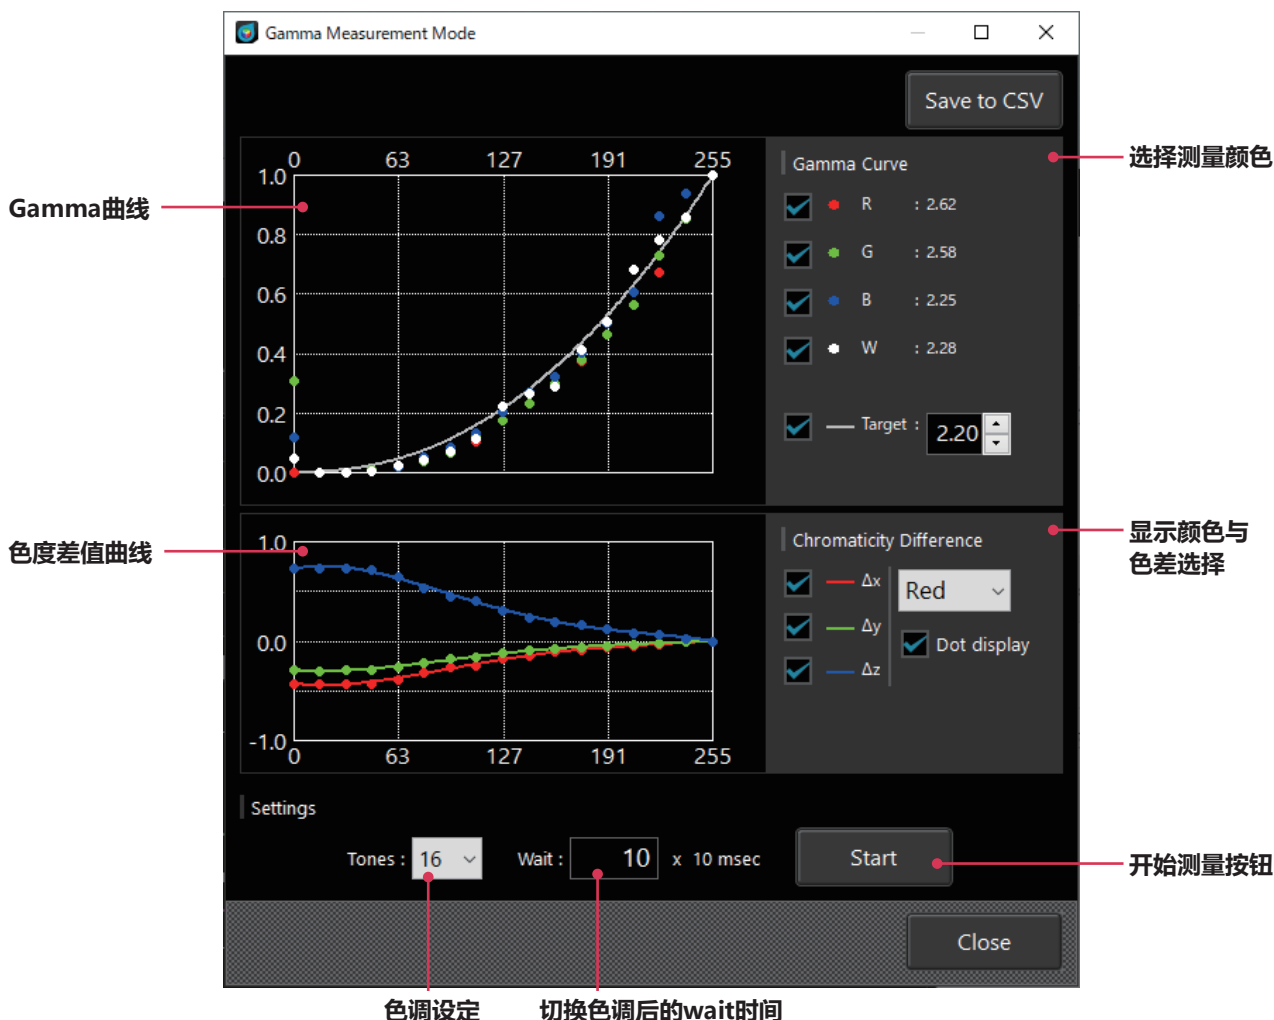 Gamma Measurement Mode
Save to CSV
0 63 127 191 255
1.0
0.8
0.6
0.4
0.2
0.0
Gamma Curve
R : 2.62
G : 2.58
B : 2.25
W : 2.28
Target : 2.20
选择测量颜色
Gamma曲线
色度差值曲线
1.0
0.0
-1.0
0 63 127 191 255
Chromaticity Difference
Δx
Δy
Δz
Red
Dot display
显示颜色与
色差选择
Settings
Tones : 16
Wait : 10 x 10 msec
Start
开始测量按钮
Close
色调设定
切换色调后的wait时间